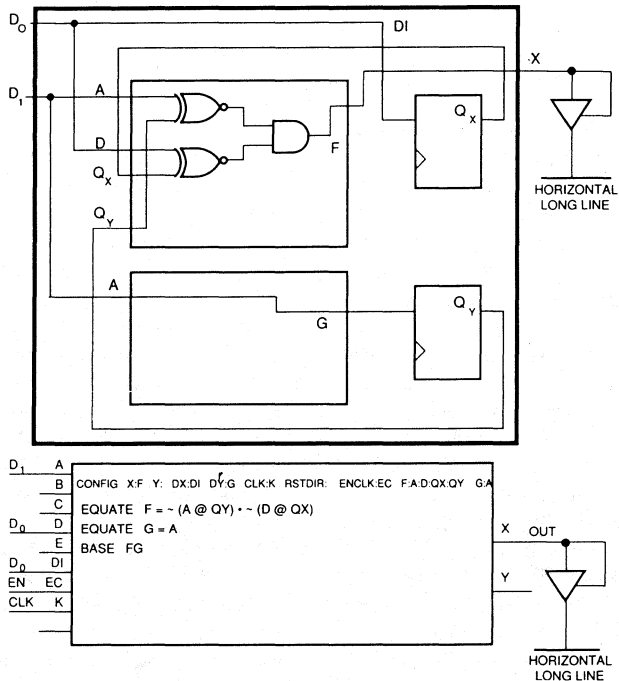 D0
DI
X
D1
A
D
F
QX
QX
QY
HORIZONTAL
LONG LINE
A
G
QY
D1 A
B
C
D0 D
E
D0 DI
EN EC
CLK K
CONFIG X:F Y: DX:DI DY:G CLK:K RSTDIR: ENCLK:EC F:A:D:QX:QY G:A
EQUATE F = ~ (A @ QY) • ~ (D @ QX)
EQUATE G = A
BASE FG
X OUT
Y
HORIZONTAL
LONG LINE